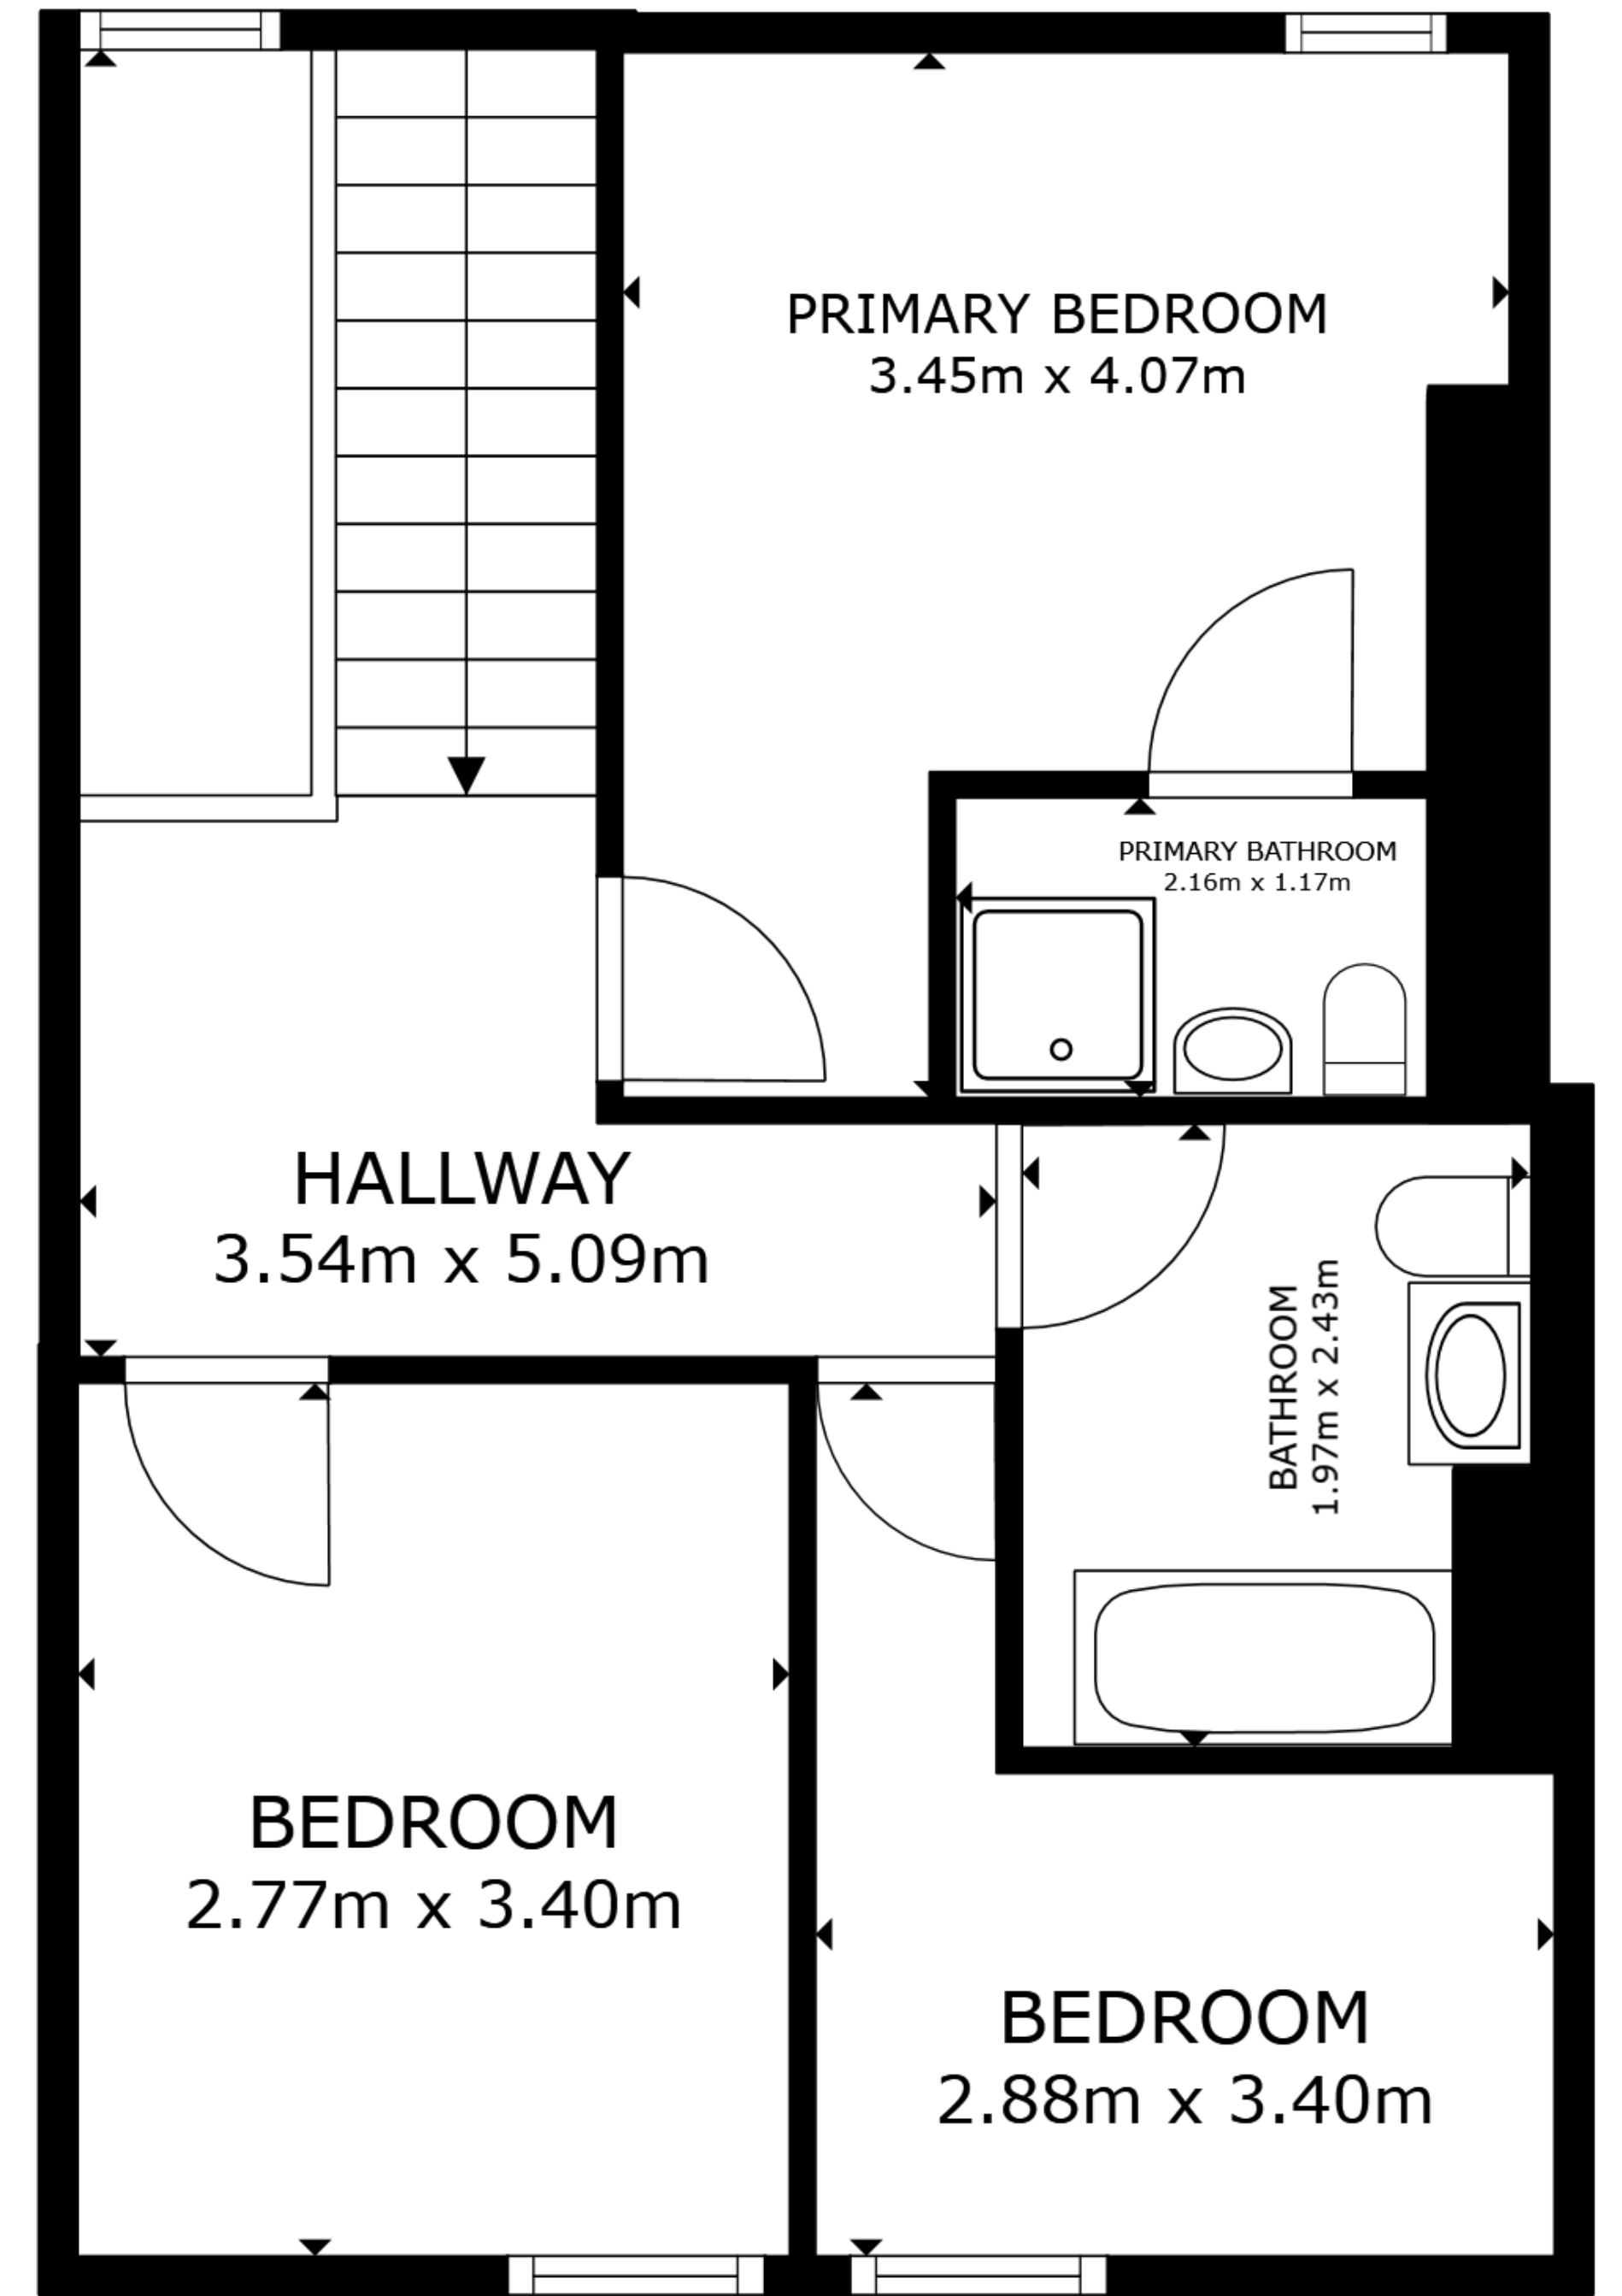 PRIMARY BEDROOM
3.45m x 4.07m
PRIMARY BATHROOM
2.16m x 1.17m
HALLWAY
3.54m x 5.09m
BATHROOM
1.97m x 2.43m
BEDROOM
2.77m x 3.40m
BEDROOM
2.88m x 3.40m